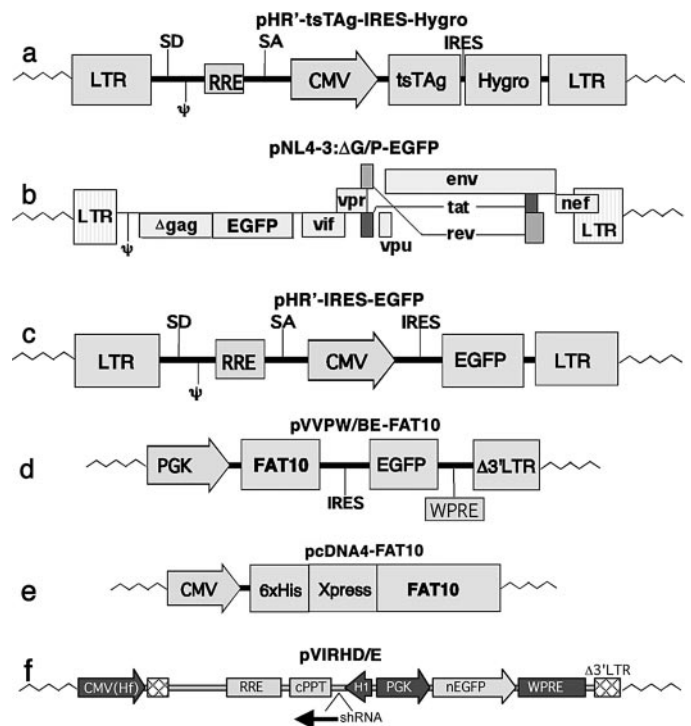 pHR'-tsTAg-IRES-Hygro
a
SD SA IRES
LTR RRE CMV tsTAg Hygro LTR
ψ
pNL4-3:ΔG/P-EGFP
b
env
vpr
LTR tat nef LTR
Δgag EGFP vif rev
ψ vpu
pHR'-IRES-EGFP
c
SD SA IRES
LTR RRE CMV EGFP LTR
ψ
pVVPW/BE-FAT10
d
PGK FAT10 EGFP Δ3'LTR
IRES WPRE
pcDNA4-FAT10
e
CMV 6xHis Xpress FAT10
pVIRHD/E
f
Δ3'LTR
CMV(Hf) RRE cPPT H1 PGK nEGFP WPRE
shRNA